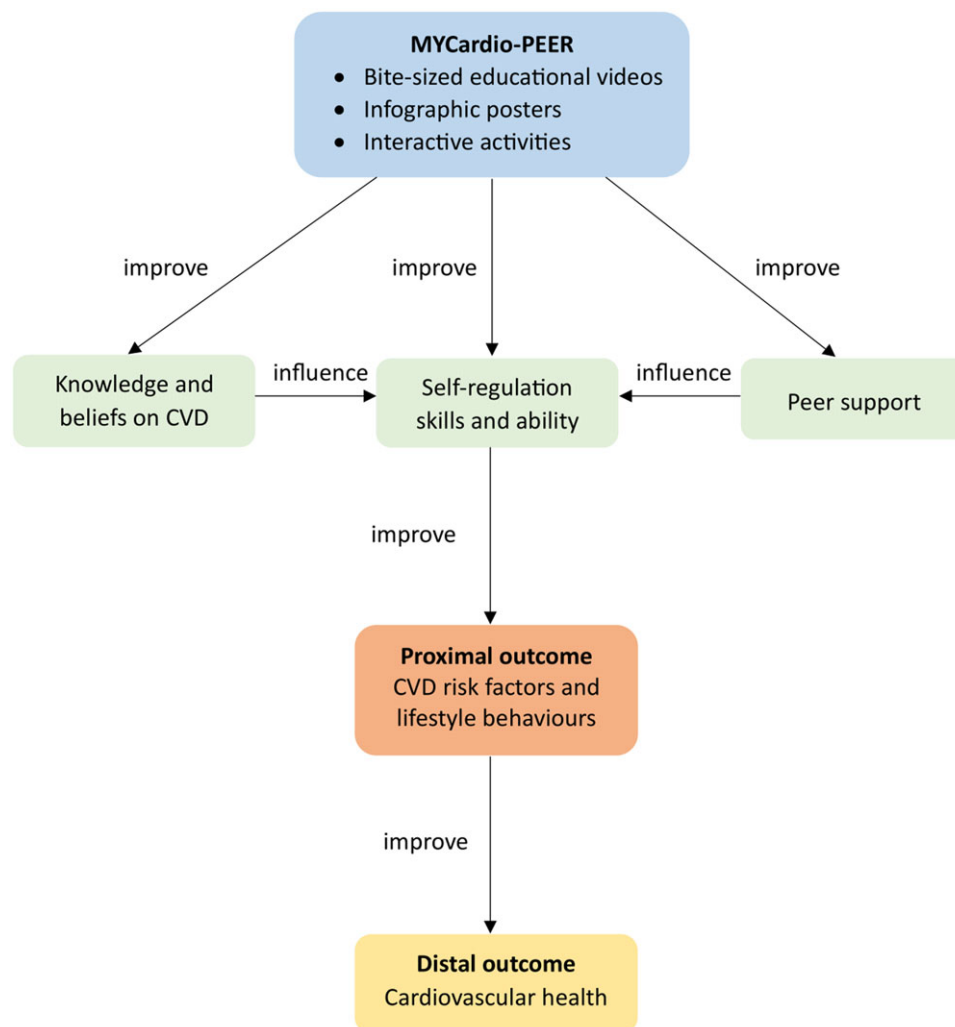 MYCardio-PEER
• Bite-sized educational videos
• Infographic posters
• Interactive activities
improve
improve
improve
Knowledge and
beliefs on CVD
influence
Self-regulation
skills and ability
influence
Peer support
improve
Proximal outcome
CVD risk factors and
lifestyle behaviours
improve
Distal outcome
Cardiovascular health